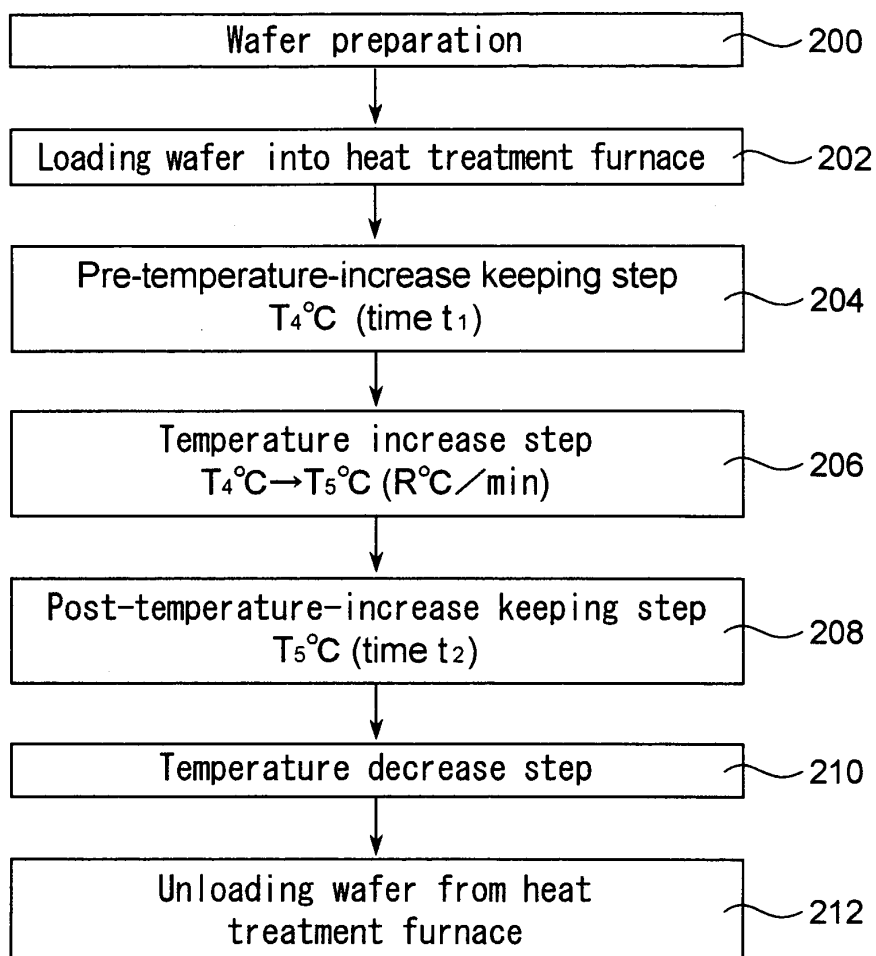 Wafer preparation
200
Loading wafer into heat treatment furnace
202
Pre-temperature-increase keeping step
T₄℃ (time t₁)
204
Temperature increase step
T₄℃→T₅℃ (R℃／min)
206
Post-temperature-increase keeping step
T₅℃ (time t₂)
208
Temperature decrease step
210
Unloading wafer from heat
treatment furnace
212